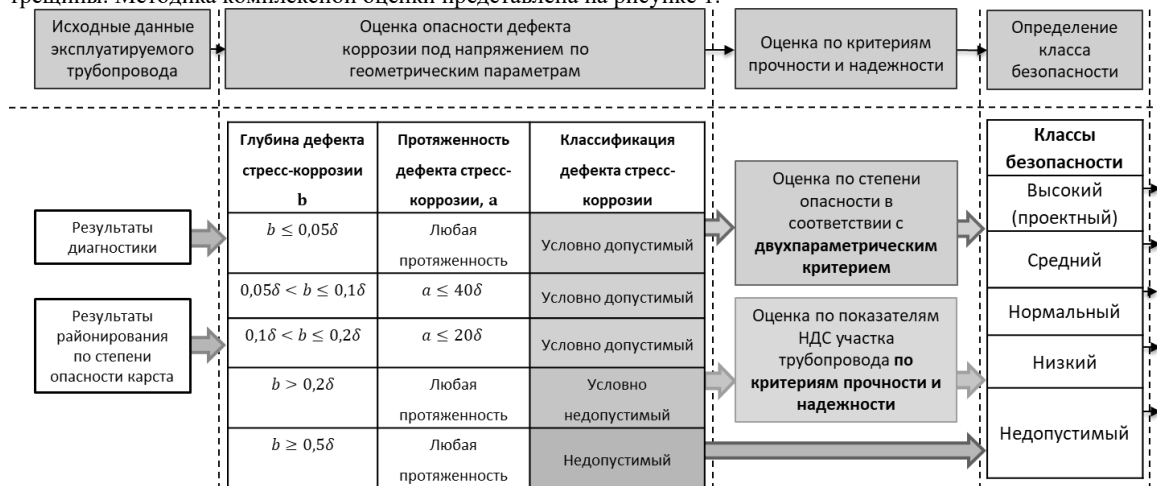 трещины. Методика комплексной оценки представлена на рисунке 1.
Исходные данные
эксплуатируемого
трубопровода
Оценка опасности дефекта
коррозии под напряжением по
геометрическим параметрам
Оценка по критериям
прочности и надежности
Определение
класса
безопасности
Результаты
диагностики
Результаты
районирования
по степени
опасности карста
Глубина дефекта
стресс-коррозии
b
Протяженность
дефекта стресс-
коррозии, a
Классификация
дефекта стресс-
коррозии
b ≤ 0,05δ
Любая
протяженность
Условно допустимый
0,05δ < b ≤ 0,1δ
a ≤ 40δ
Условно допустимый
0,1δ < b ≤ 0,2δ
a ≤ 20δ
Условно допустимый
b > 0,2δ
Любая
протяженность
Условно
недопустимый
b ≥ 0,5δ
Любая
протяженность
Недопустимый
Оценка по степени
опасности в
соответствии с
двухпараметрическим
критерием
Оценка по показателям
НДС участка
трубопровода по
критериям прочности и
надежности
Классы
безопасности
Высокий
(проектный)
Средний
Нормальный
Низкий
Недопустимый